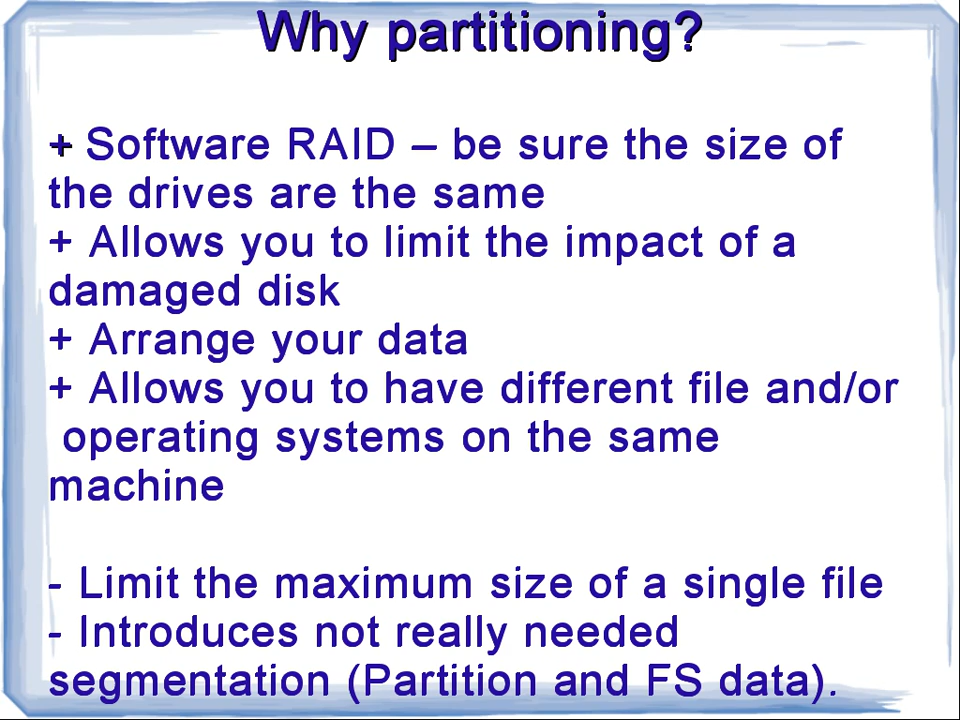 Why partitioning?
+ Software RAID – be sure the size of
the drives are the same
+ Allows you to limit the impact of a
damaged disk
+ Arrange your data
+ Allows you to have different file and/or
operating systems on the same
machine
- Limit the maximum size of a single file
- Introduces not really needed
segmentation (Partition and FS data).